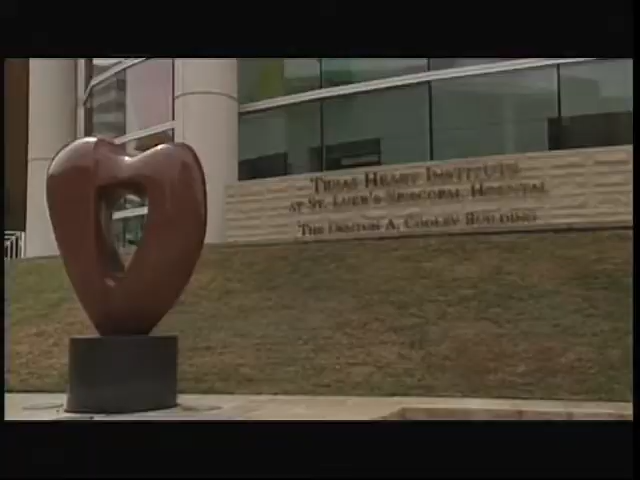 Texas Heart Institute
at St. Luke's Episcopal Hospital
The Denton A. Cooley Building